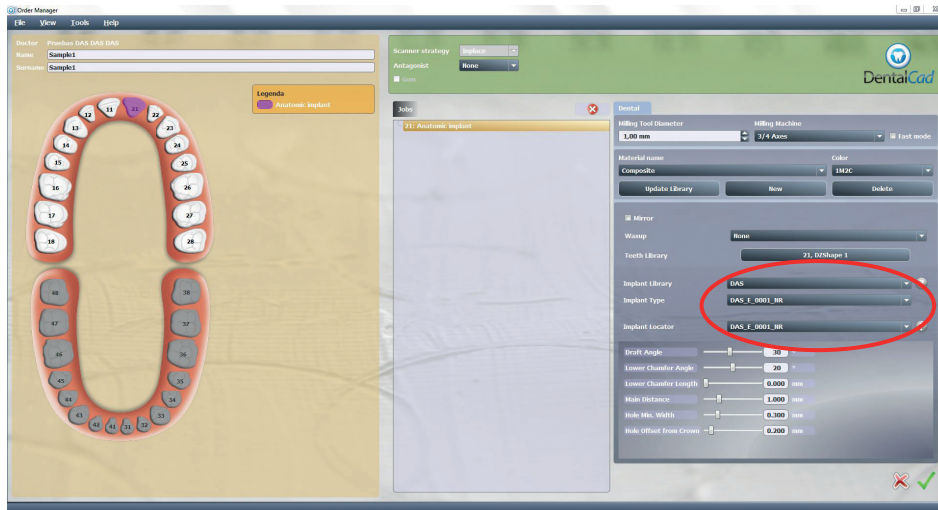 Order Manager
File View Tools Help
Doctor Pruebas DAS DAS DAS
Name Sample1
Surname Sample1
Legenda
Anatomic implant
11 21
12 22
13 23
14 24
15 25
16 26
17 27
18 28
48 38
47 37
46 36
45 35
44 34
43 33
42 41 31 32
Scanner strategy Inplace
Antagonist None
Gum
DentalCad
Jobs
21: Anatomic implant
Dental
Milling Tool Diameter Milling Machine
1,00 mm 3/4 Axes Fast mode
Material name Color
Composite 1M2C
Update Library New Delete
Mirror
Waxup None
Teeth Library 21, DZShape 1
Implant Library DAS
Implant Type DAS_E_0001_NR
Implant Locator DAS_E_0001_NR
Draft Angle 30 °
Lower Chamfer Angle 20 °
Lower Chamfer Length 0.000 mm
Main Distance 1.000 mm
Hole Min. Width 0.300 mm
Hole Offset from Crown 0.200 mm